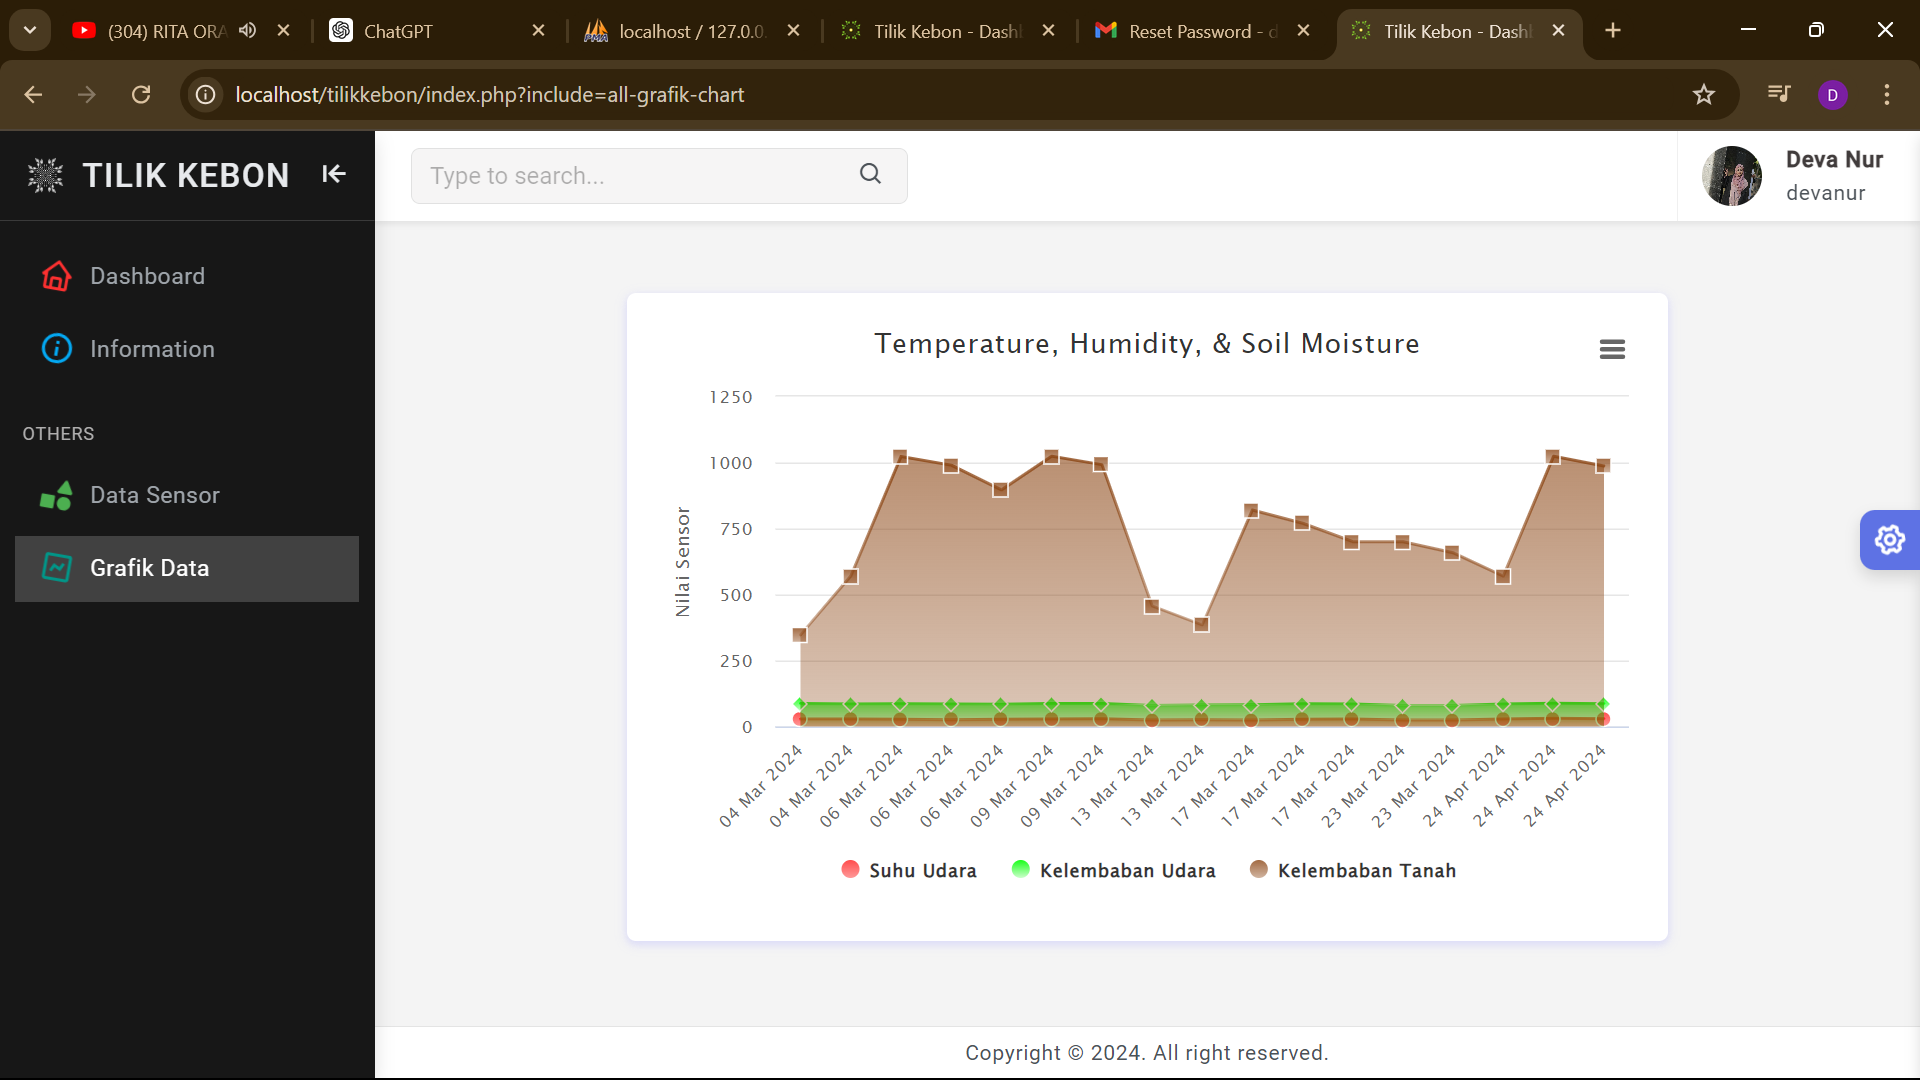 (304) RITA ORA
ChatGPT
localhost / 127.0.0.
Tilik Kebon - Dashl
Reset Password - d
Tilik Kebon - Dashl
localhost/tilikkebon/index.php?include=all-grafik-chart
D
TILIK KEBON
Type to search...
Deva Nur
devanur
Dashboard
Information
OTHERS
Data Sensor
Grafik Data
Temperature, Humidity, & Soil Moisture
Nilai Sensor
1250
1000
750
500
250
0
04 Mar 2024
04 Mar 2024
06 Mar 2024
06 Mar 2024
06 Mar 2024
09 Mar 2024
09 Mar 2024
13 Mar 2024
13 Mar 2024
17 Mar 2024
17 Mar 2024
17 Mar 2024
23 Mar 2024
23 Mar 2024
24 Apr 2024
24 Apr 2024
24 Apr 2024
Suhu Udara
Kelembaban Udara
Kelembaban Tanah
Copyright © 2024. All right reserved.